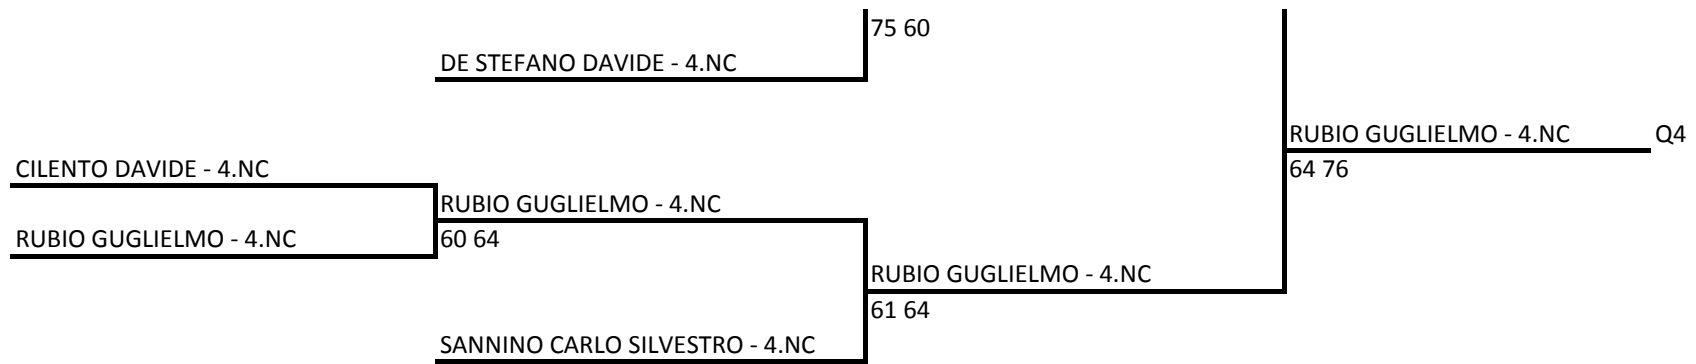 75 60
DE STEFANO DAVIDE - 4.NC
RUBIO GUGLIELMO - 4.NC Q4
CILENTO DAVIDE - 4.NC
64 76
RUBIO GUGLIELMO - 4.NC
RUBIO GUGLIELMO - 4.NC
60 64
RUBIO GUGLIELMO - 4.NC
61 64
SANNINO CARLO SILVESTRO - 4.NC